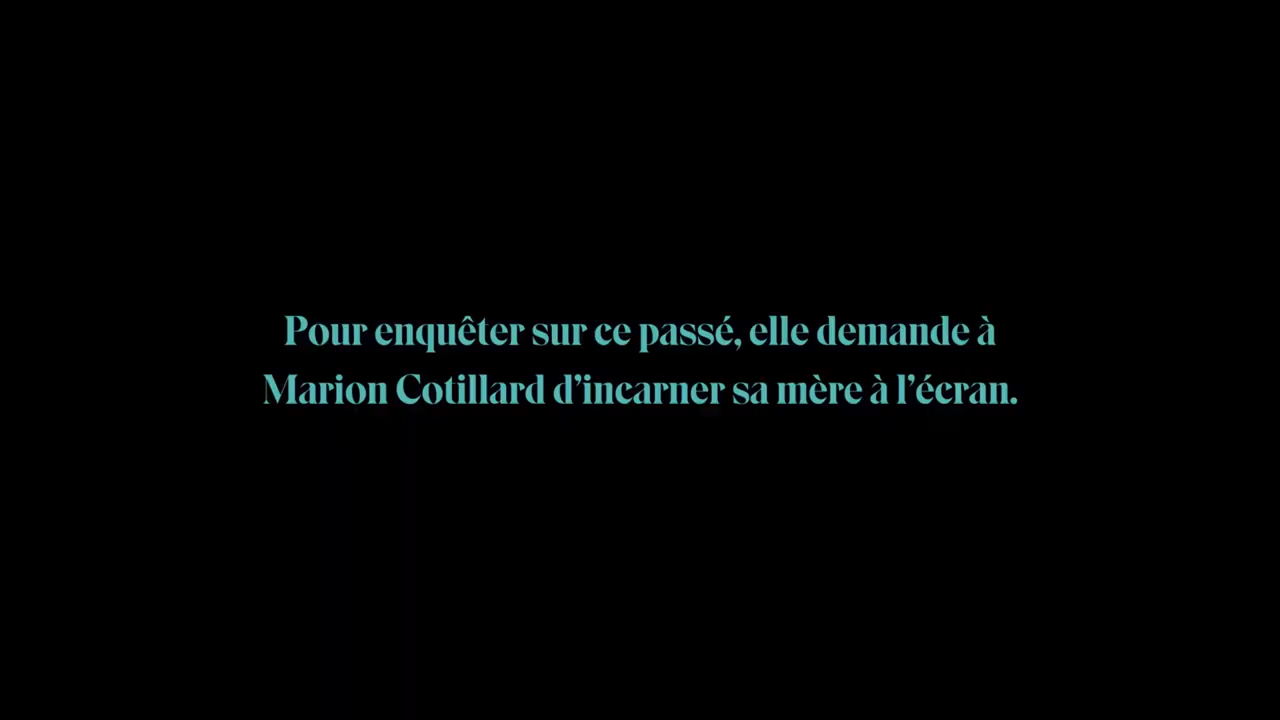 Pour enquêter sur ce passé, elle demande à
Marion Cotillard d’incarner sa mère à l’écran.